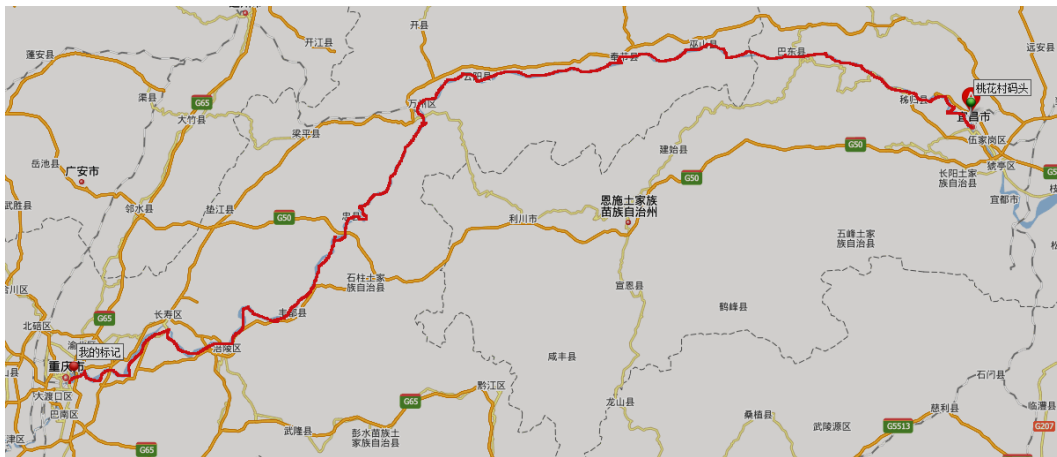 开江县
开县
蓬安县
渠县
G65
大竹县
梁平县
万州区
云阳县
奉节县
巫山县
巴东县
远安县
桃花村码头
秭归县
宜昌市
伍家岗区
猇亭区
G50
建始县
长阳土家
族自治县
宜都市
枝
岳池县
广安市
武胜县
邻水县
垫江县
G50
忠县
利川市
恩施土家族
苗族自治州
G50
五峰土家
族自治县
松
石柱土家
族自治县
宣恩县
鹤峰县
长寿区
丰都县
北碚区
G65
涪陵区
我的标记
重庆市
咸丰县
石门县
大渡口区
巴南区
黔江区
G65
龙山县
桑植县
慈利县
临澧县
武隆县
彭水苗族土
家族自治县
武陵源区
G5513
G207
G65